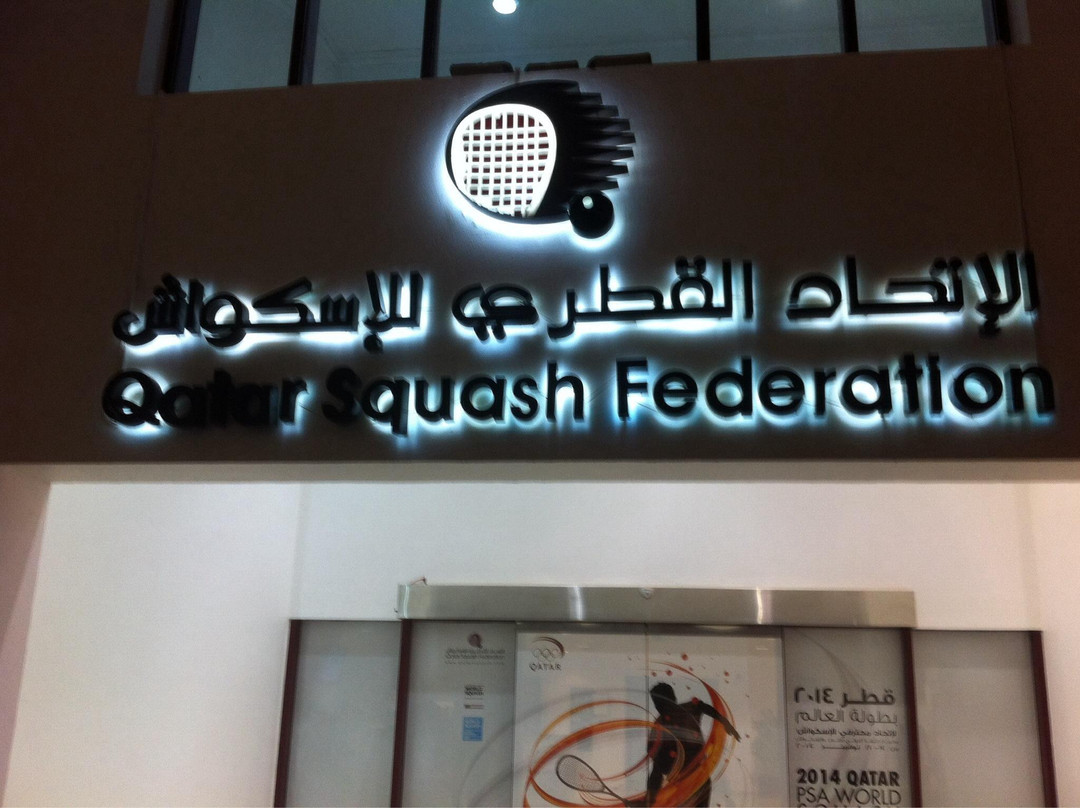 الإتحاد القطري للإسكواش
Qatar Squash Federation
QATAR
قطر ٢٠١٤
بطولة العالم
2014 QATAR
PSA WORLD